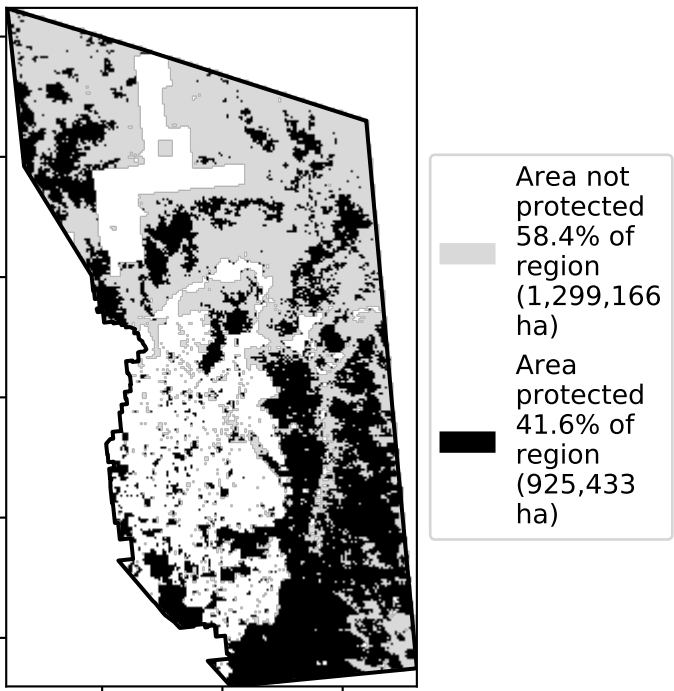 Area not
protected
58.4% of
region
(1,299,166
ha)
Area
protected
41.6% of
region
(925,433
ha)